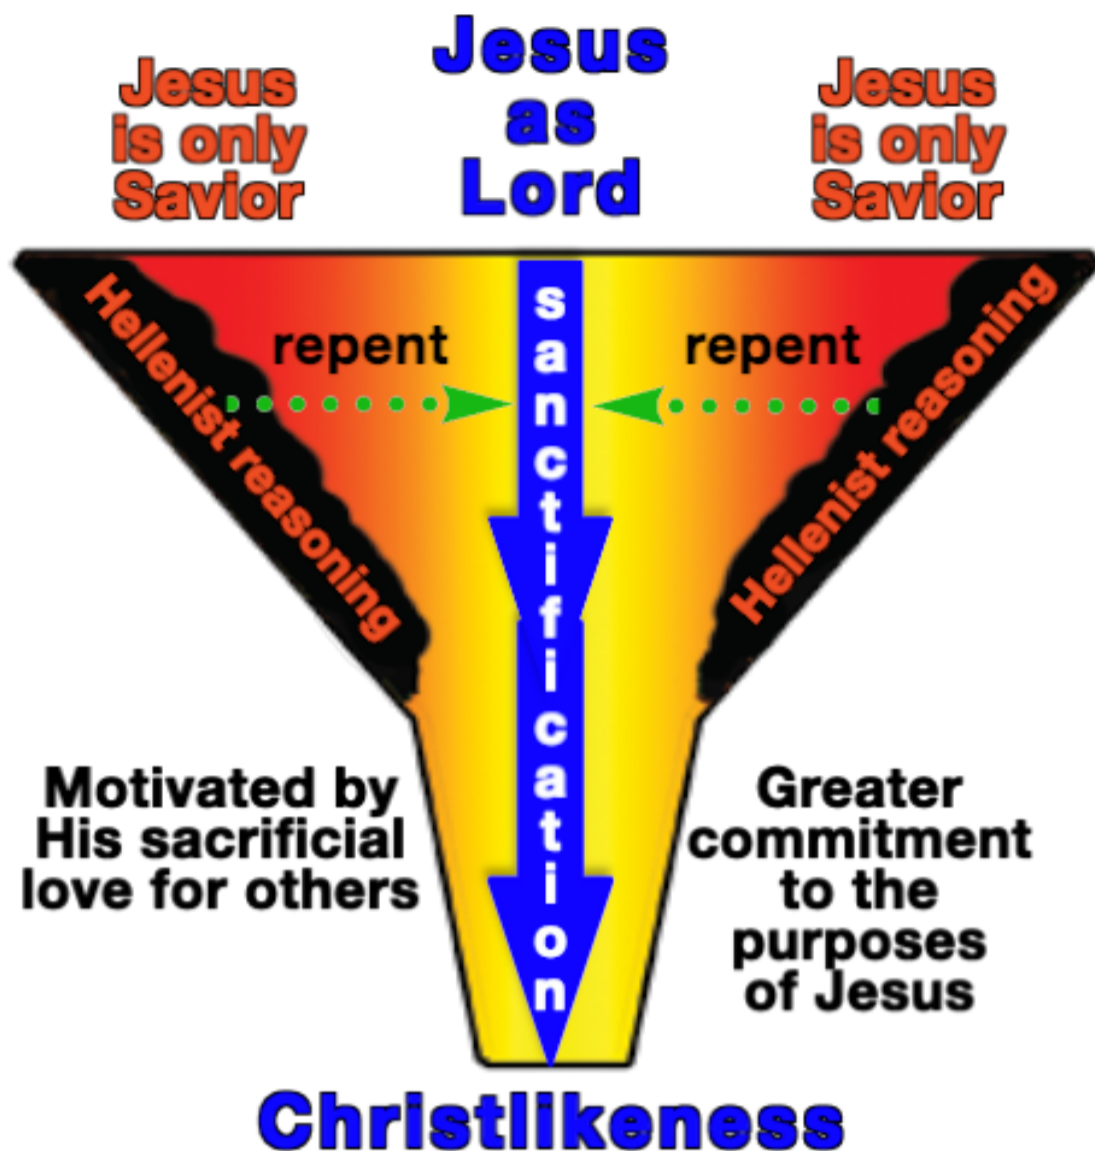 Jesus
is only
Savior
Jesus
as
Lord
Jesus
is only
Savior
Hellenist reasoning
repent
sanctification
repent
Hellenist reasoning
Motivated by
His sacrificial
love for others
Greater
commitment
to the
purposes
of Jesus
Christlikeness